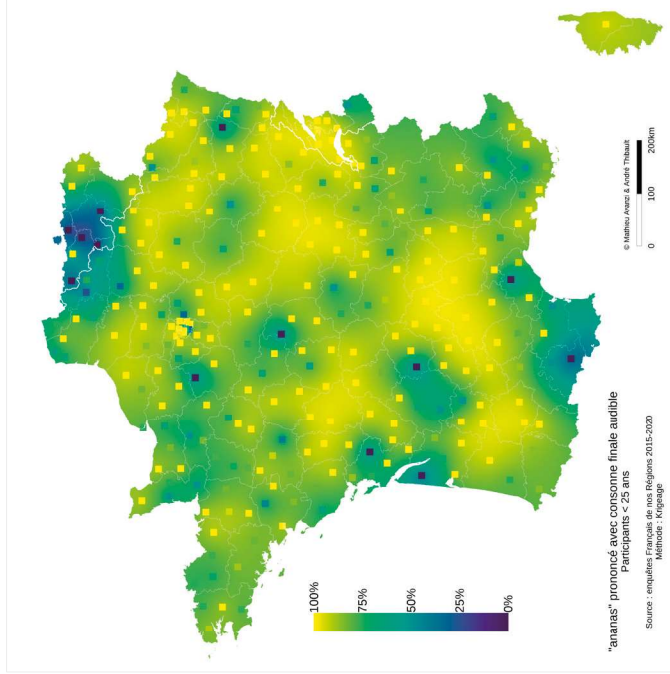 "ananas" prononcé avec consonne finale audible
Participants < 25 ans
Source : enquêtes Français de nos Régions 2015-2020
Méthode : Krigeage
100%
75%
50%
25%
0%
© Mathieu Avanzi & André Thibault
0 100 200km